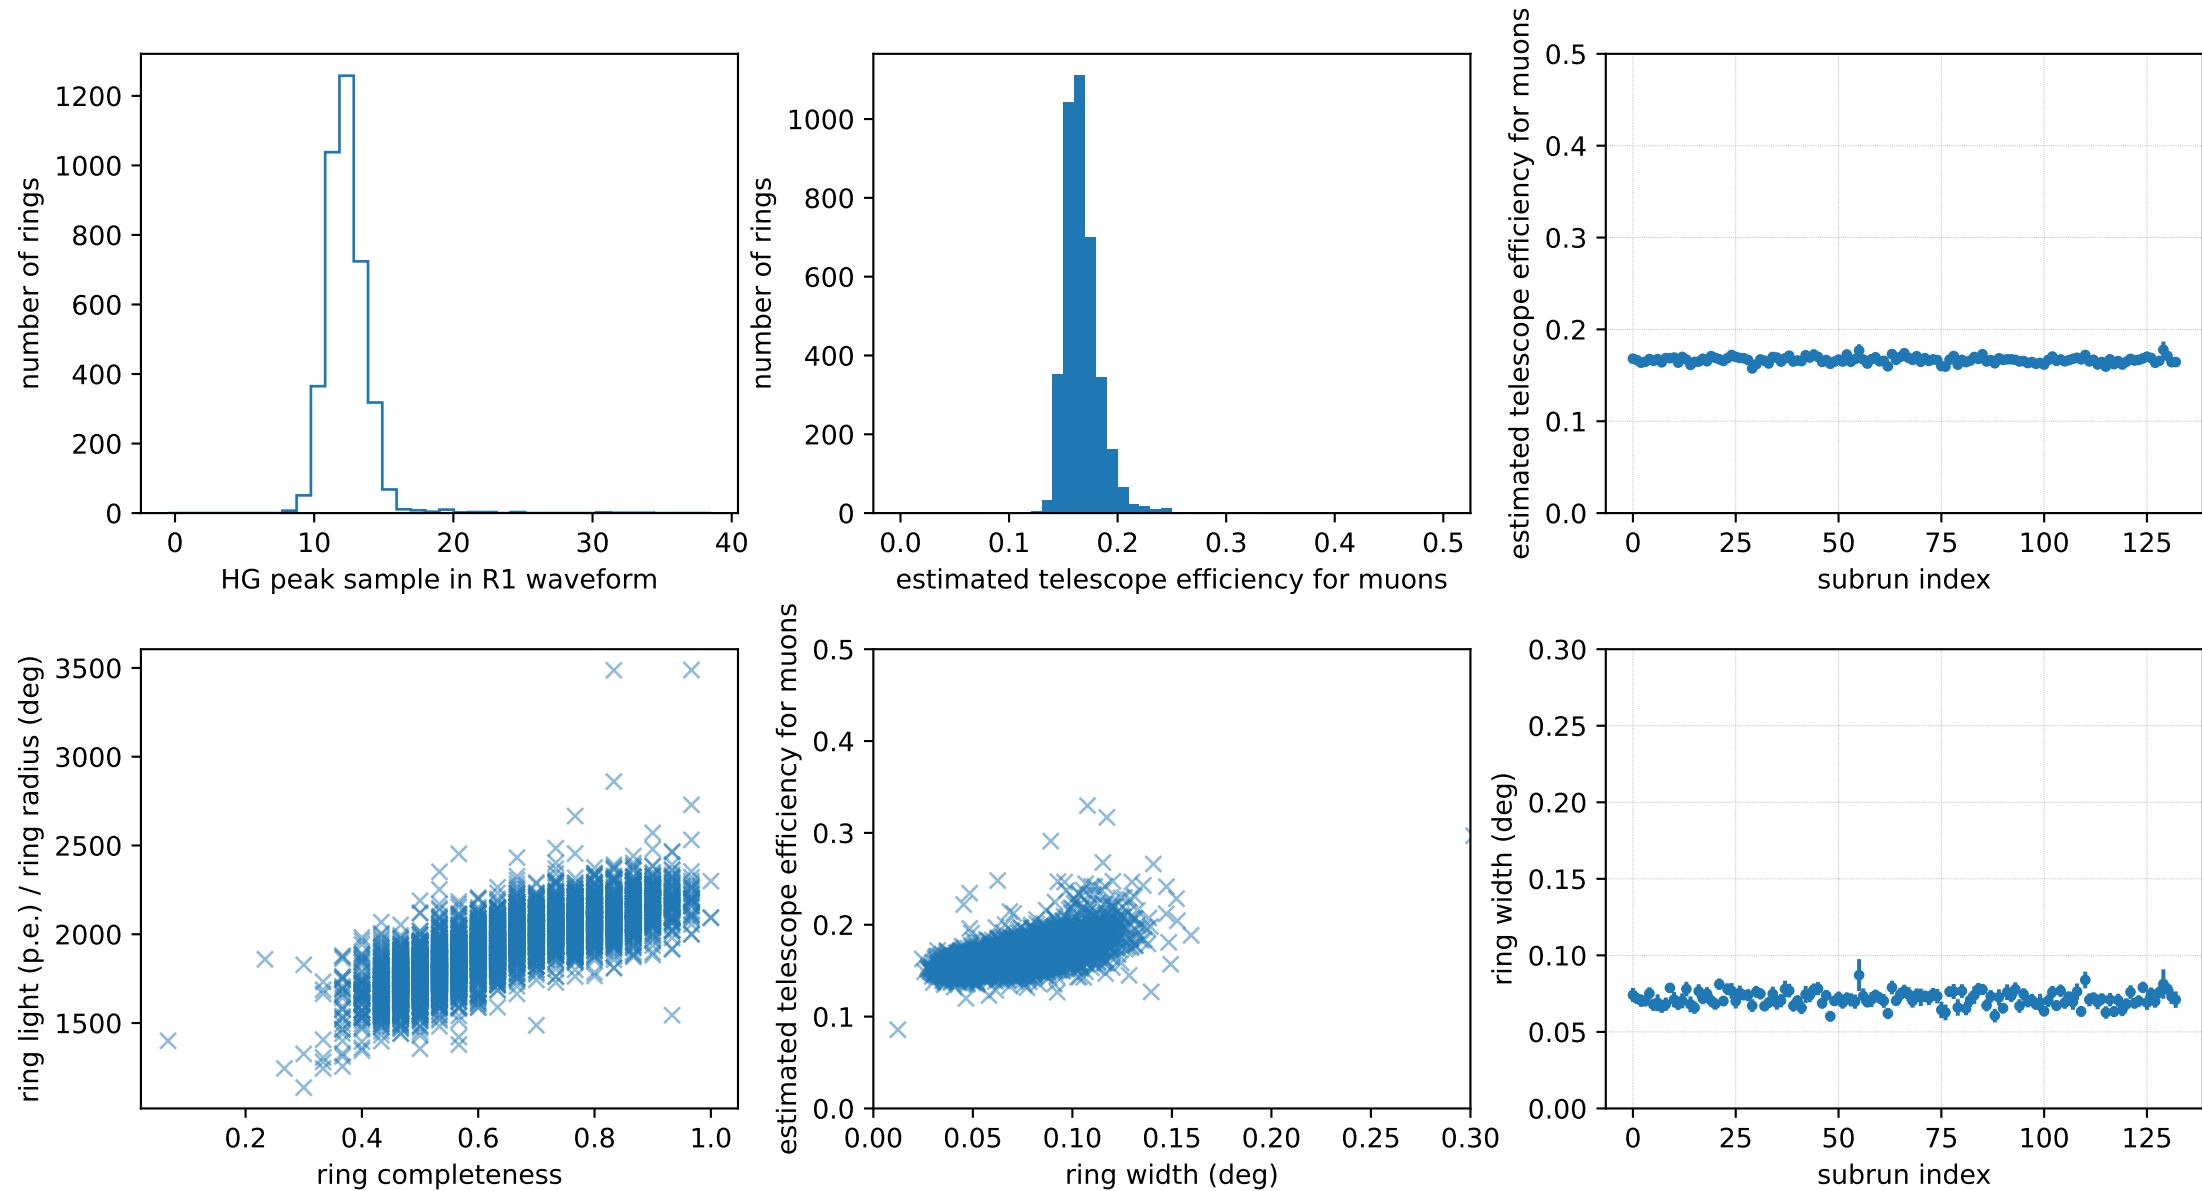 number of rings
1200
1000
800
600
400
200
0
0 10 20 30 40
HG peak sample in R1 waveform
number of rings
1000
800
600
400
200
0
0.0 0.1 0.2 0.3 0.4 0.5
estimated telescope efficiency for muons
estimated telescope efficiency for muons
0.5
0.4
0.3
0.2
0.1
0.0
0 25 50 75 100 125
subrun index
ring light (p.e.) / ring radius (deg)
3500
3000
2500
2000
1500
0.2 0.4 0.6 0.8 1.0
ring completeness
estimated telescope efficiency for muons
0.5
0.4
0.3
0.2
0.1
0.0
0.00 0.05 0.10 0.15 0.20 0.25 0.30
ring width (deg)
ring width (deg)
0.30
0.25
0.20
0.15
0.10
0.05
0.00
0 25 50 75 100 125
subrun index